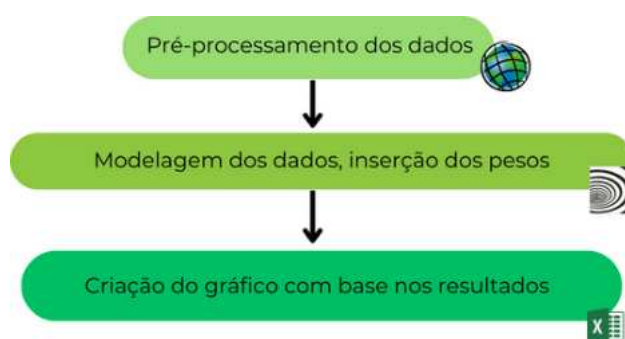 Pré-processamento dos dados
Modelagem dos dados, inserção dos pesos
Criação do gráfico com base nos resultados
X